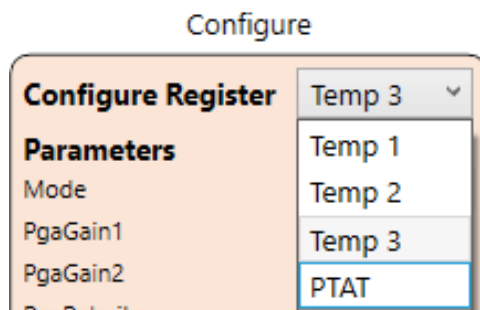 Configure
Configure Register Temp 3
Parameters
Mode
PgaGain1
PgaGain2
Temp 1
Temp 2
Temp 3
PTAT